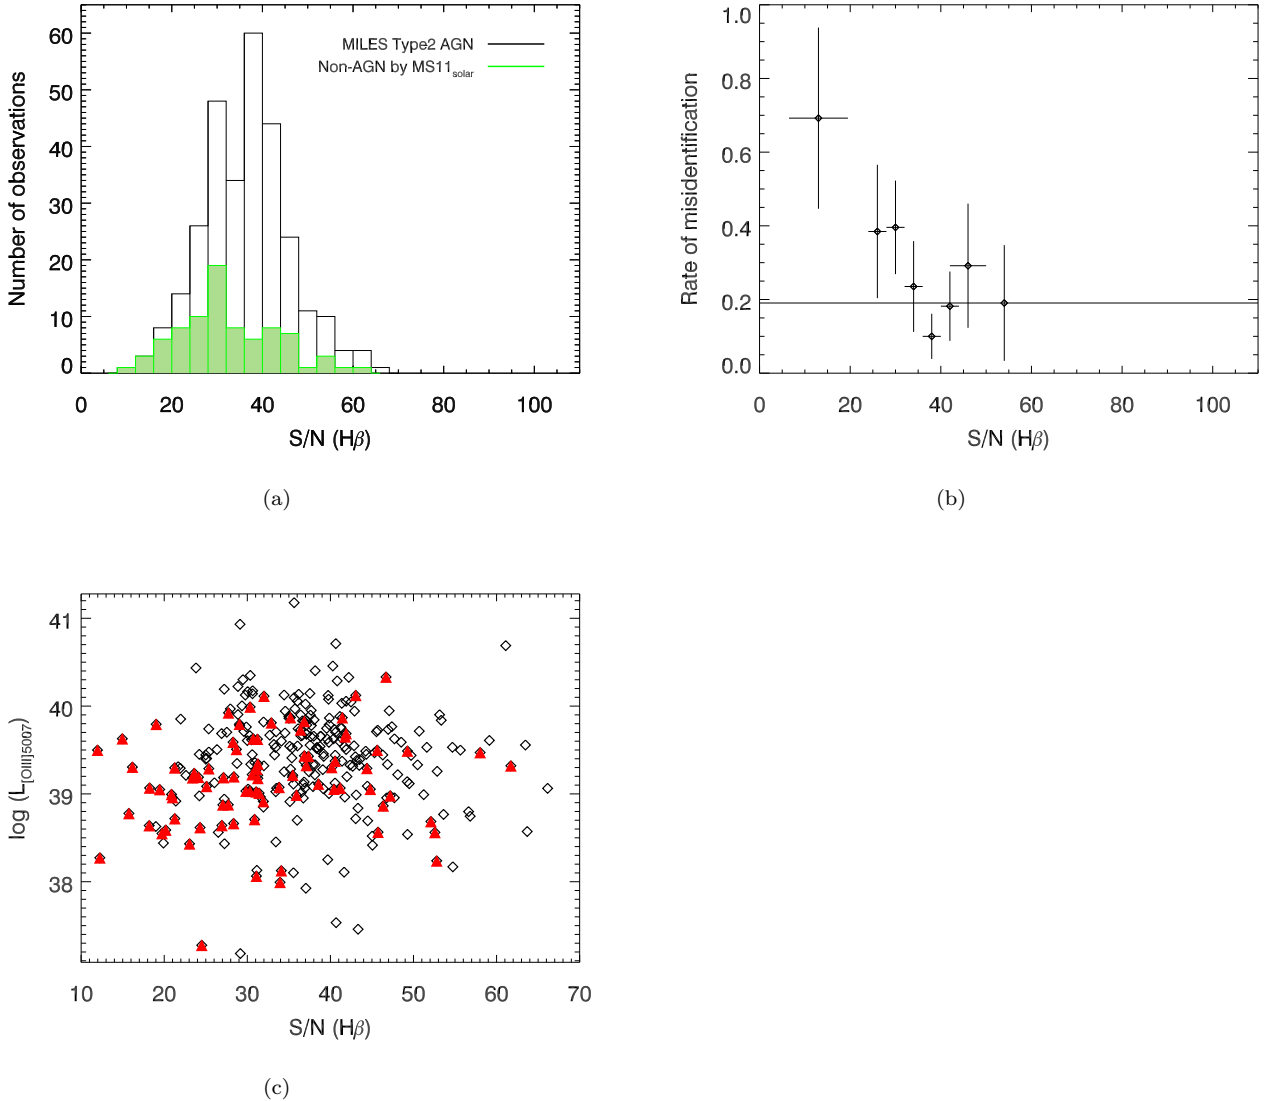 60
50
40
30
20
10
0
Number of observations
MILES Type2 AGN
Non-AGN by MS11solar
0 20 40 60 80 100
S/N (Hβ)
(a)
1.0
0.8
0.6
0.4
0.2
0.0
Rate of misidentification
0 20 40 60 80 100
S/N (Hβ)
(b)
41
40
39
38
log (L[OIII]5007)
10 20 30 40 50 60 70
S/N (Hβ)
(c)